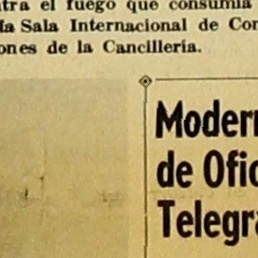 tra el fuego que consumía
la Sala Internacional de Con
ones de la Cancillería.
Modern
de Ofic
Telegra